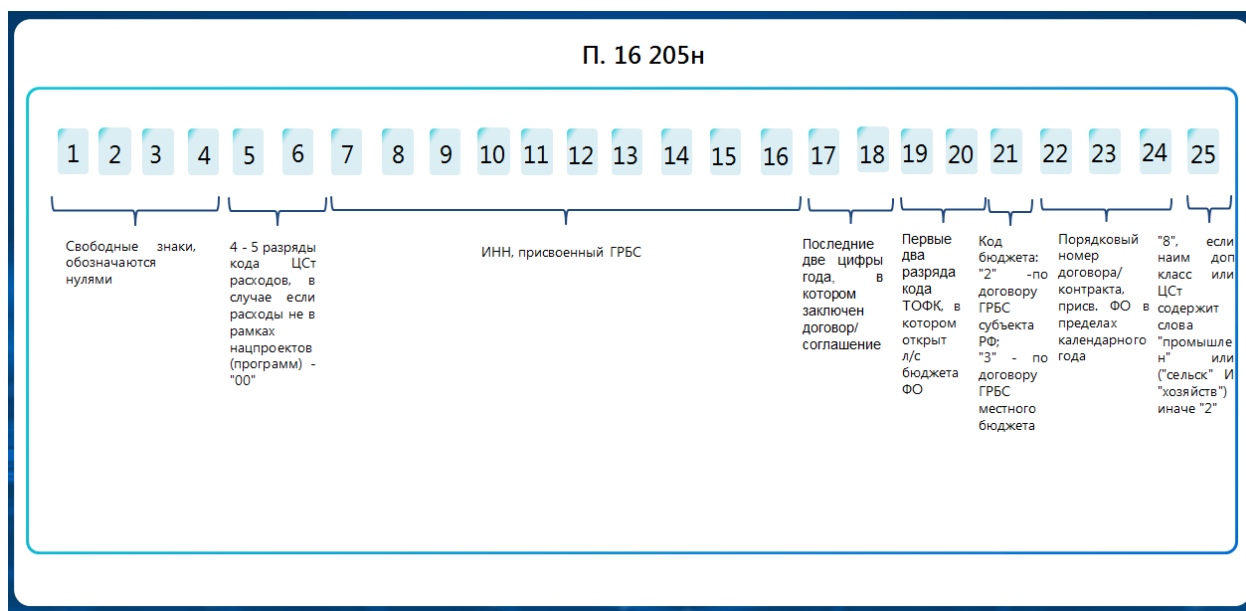 П. 16 205н
1 2 3 4 5 6 7 8 9 10 11 12 13 14 15 16 17 18 19 20 21 22 23 24 25
Свободные знаки,
обозначаются
нулями
4 - 5 разряды
кода ЦСт
расходов, в
случае если
расходы не в
рамках
нацпроектов
(программ) -
"00"
ИНН, присвоенный ГРБС
Последние
две цифры
года, в
котором
заключен
договор/
соглашение
Первые
два
разряда
кода
ТОФК, в
котором
открыт
л/с
бюджета
ФО
Код
бюджета:
"2" -по
договору
ГРБС
субъекта
РФ;
"3" - по
договору
ГРБС
местного
бюджета
Порядковый
номер
договора/
контракта,
присв. ФО в
пределах
календарного
года
"8", если
наим доп
класс или
ЦСт
содержит
слова
"промышле
н" или
("сельск" И
"хозяйств")
иначе "2"